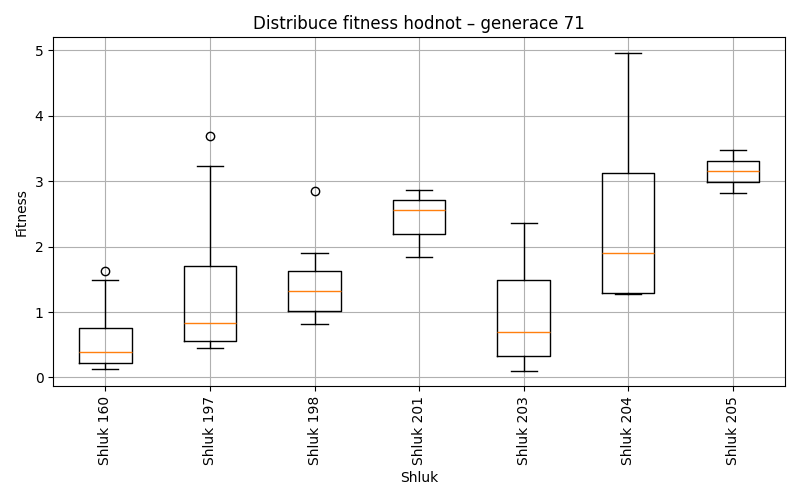 Distribuce fitness hodnot – generace 71
5
4
3
2
1
0
Fitness
Shluk 160
Shluk 197
Shluk 198
Shluk 201
Shluk 203
Shluk 204
Shluk 205
Shluk